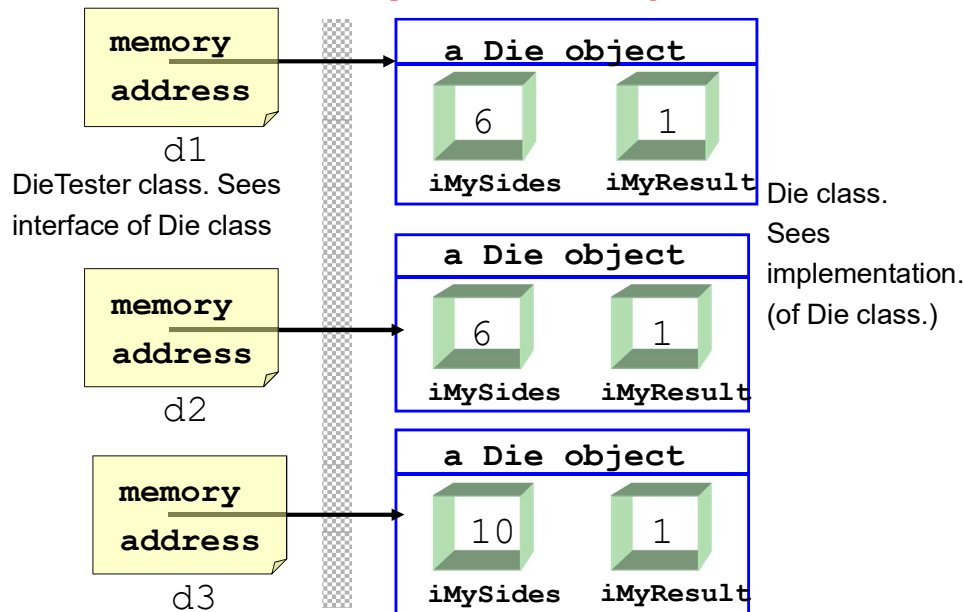 memory
address
d1
a Die object
6
1
iMySides
iMyResult
DieTester class. Sees
interface of Die class
Die class.
Sees
implementation.
(of Die class.)
memory
address
d2
a Die object
6
1
iMySides
iMyResult
memory
address
d3
a Die object
10
1
iMySides
iMyResult